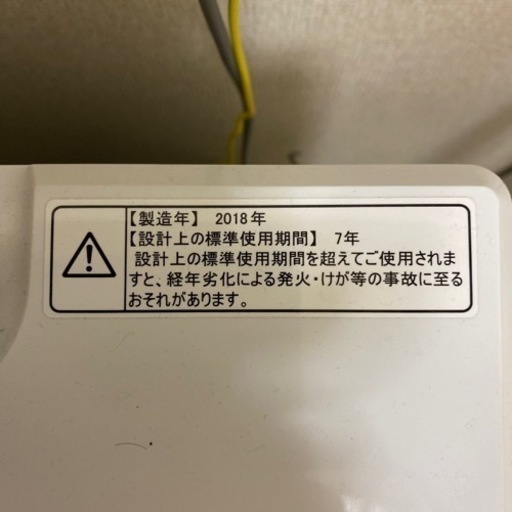 【製造年】 2018年
【設計上の標準使用期間】 7年
設計上の標準使用期間を超えてご使用されま
すと、経年劣化による発火・けが等の事故に至る
おそれがあります。